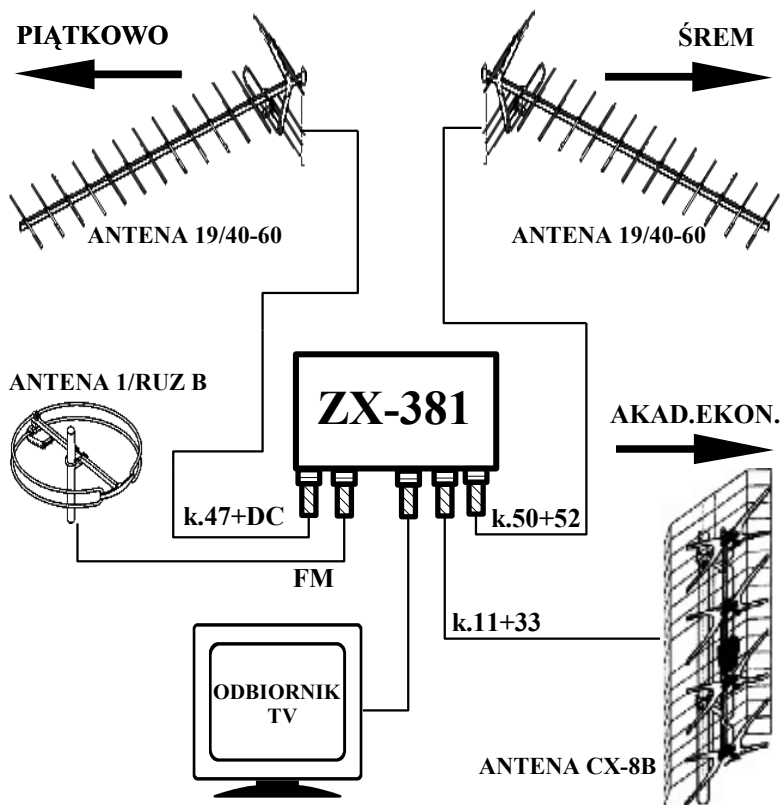 PIĄTKOWO
ŚREM
ANTENA 19/40-60
ANTENA 19/40-60
ANTENA 1/RUZ B
ZX-381
AKAD.EKON.
k.47+DC
k.50+52
FM
k.11+33
ODBIORNIK
TV
ANTENA CX-8B